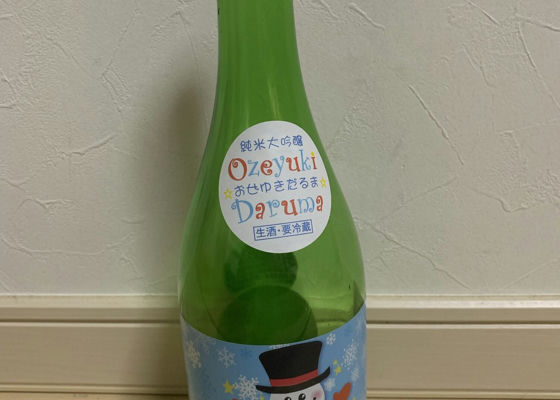 純米大吟醸
Ozeyuki
おぜゆきだるま
Daruma
生酒・要冷蔵